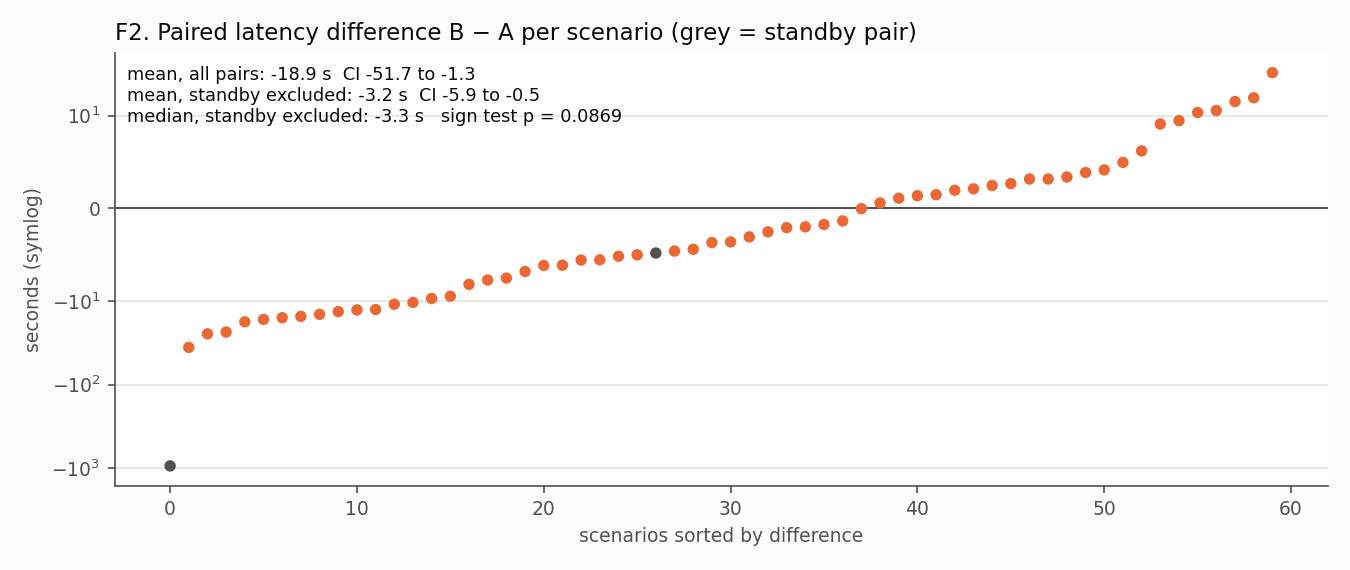 F2. Paired latency difference B − A per scenario (grey = standby pair)
mean, all pairs: -18.9 s  CI -51.7 to -1.3
mean, standby excluded: -3.2 s  CI -5.9 to -0.5
median, standby excluded: -3.3 s   sign test p = 0.0869
10¹
0
−10¹
−10²
−10³
seconds (symlog)
0 10 20 30 40 50 60
scenarios sorted by difference